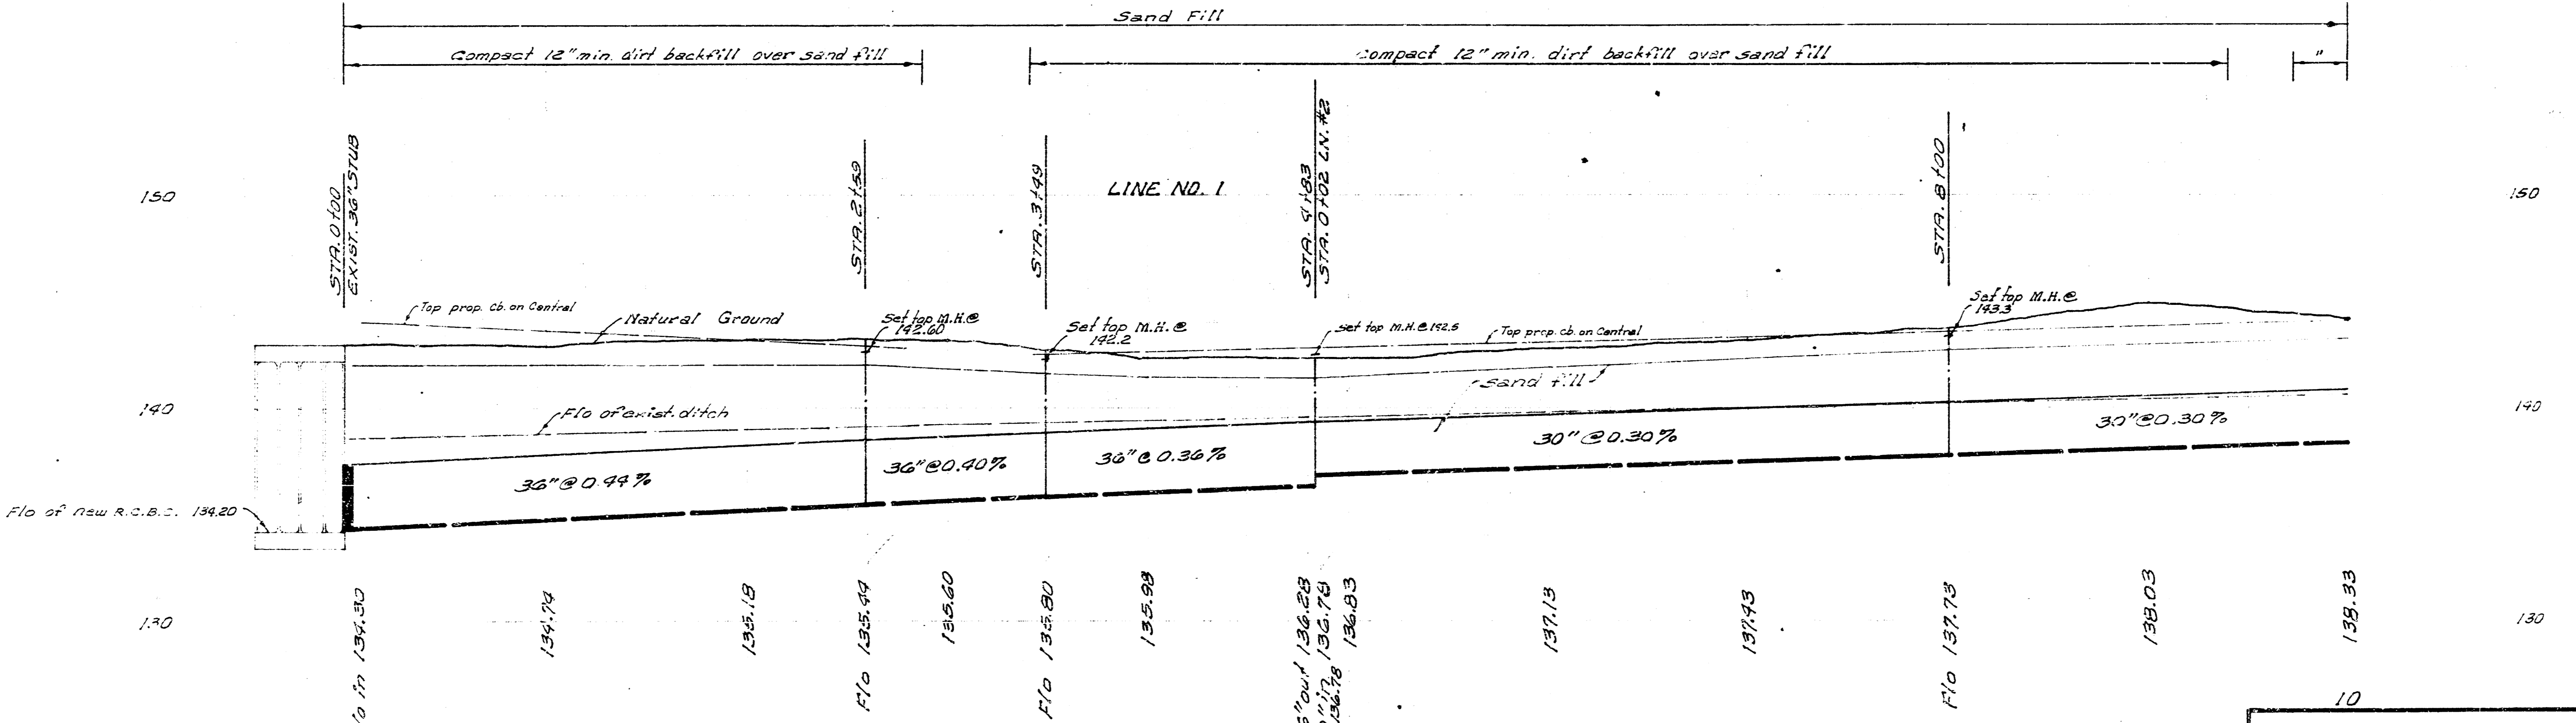 Sand Fill
Compact 12" min. dirt backfill over sand fill
Compact 12" min. dirt backfill over sand fill
"
STA. 0+00
EXIST. 36" STUB
STA. 2+59
STA. 3+49
LINE NO. 1
STA. 4+83
STA. 0+02 LN. #2
STA. 8+00
150
150
Top prop. cb. on Central
Natural Ground
Set top M.H. @
142.60
Set top M.H. @
142.2
Set top M.H. @ 142.5
Top prop. cb. on Central
Set top M.H. @
143.3
Sand fill
140
140
Flo of exist. ditch
36" @ 0.44%
36" @ 0.40%
36" @ 0.36%
30" @ 0.30%
30" @ 0.30%
Flo of new R.C.B.C. 134.20
130
130
in 134.30
134.74
135.18
Flo 135.44
135.60
Flo 135.80
135.98
out 136.28
in 136.78
136.78
136.83
137.13
137.43
Flo 137.73
138.03
138.33
10